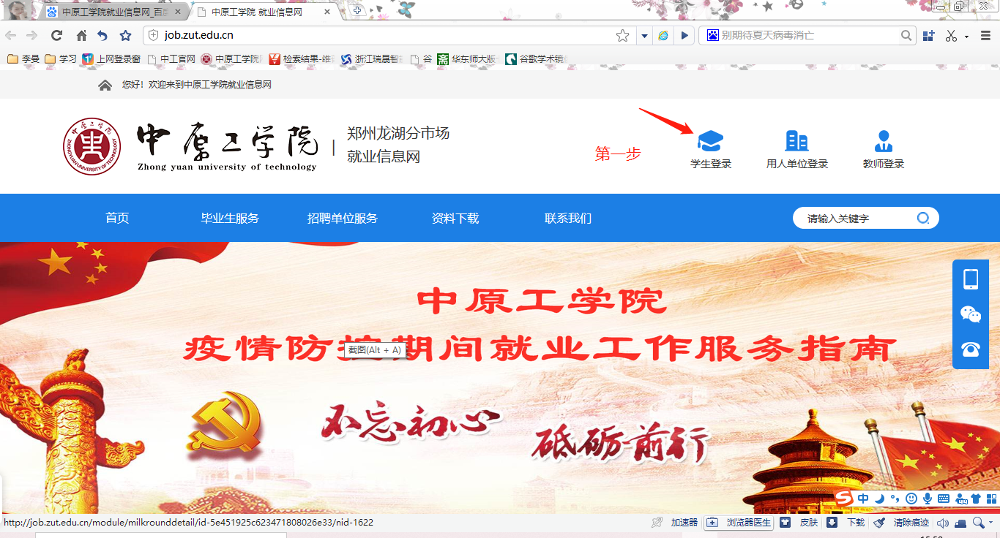 中原工学院就业信息网_百度
中原工学院 就业信息网
job.zut.edu.cn
别期待夏天病毒消亡
李曼
学习
上网登录窗
中工官网
中原工学院
检索结果-维
浙江瑞晟智
谷
华东师大版
谷歌学术镜
您好！欢迎来到中原工学院就业信息网
中原工学院
Zhong yuan university of technology
郑州龙湖分市场
就业信息网
第一步
学生登录
用人单位登录
教师登录
首页
毕业生服务
招聘单位服务
资料下载
联系我们
请输入关键字
中原工学院
疫情防控期间就业工作服务指南
截图(Alt + A)
不忘初心
砥砺前行
中
http://job.zut.edu.cn/module/milkrounddetail/id-5e451925c623471808026e33/nid-1622
加速器
浏览器医生
皮肤
下载
清除痕迹